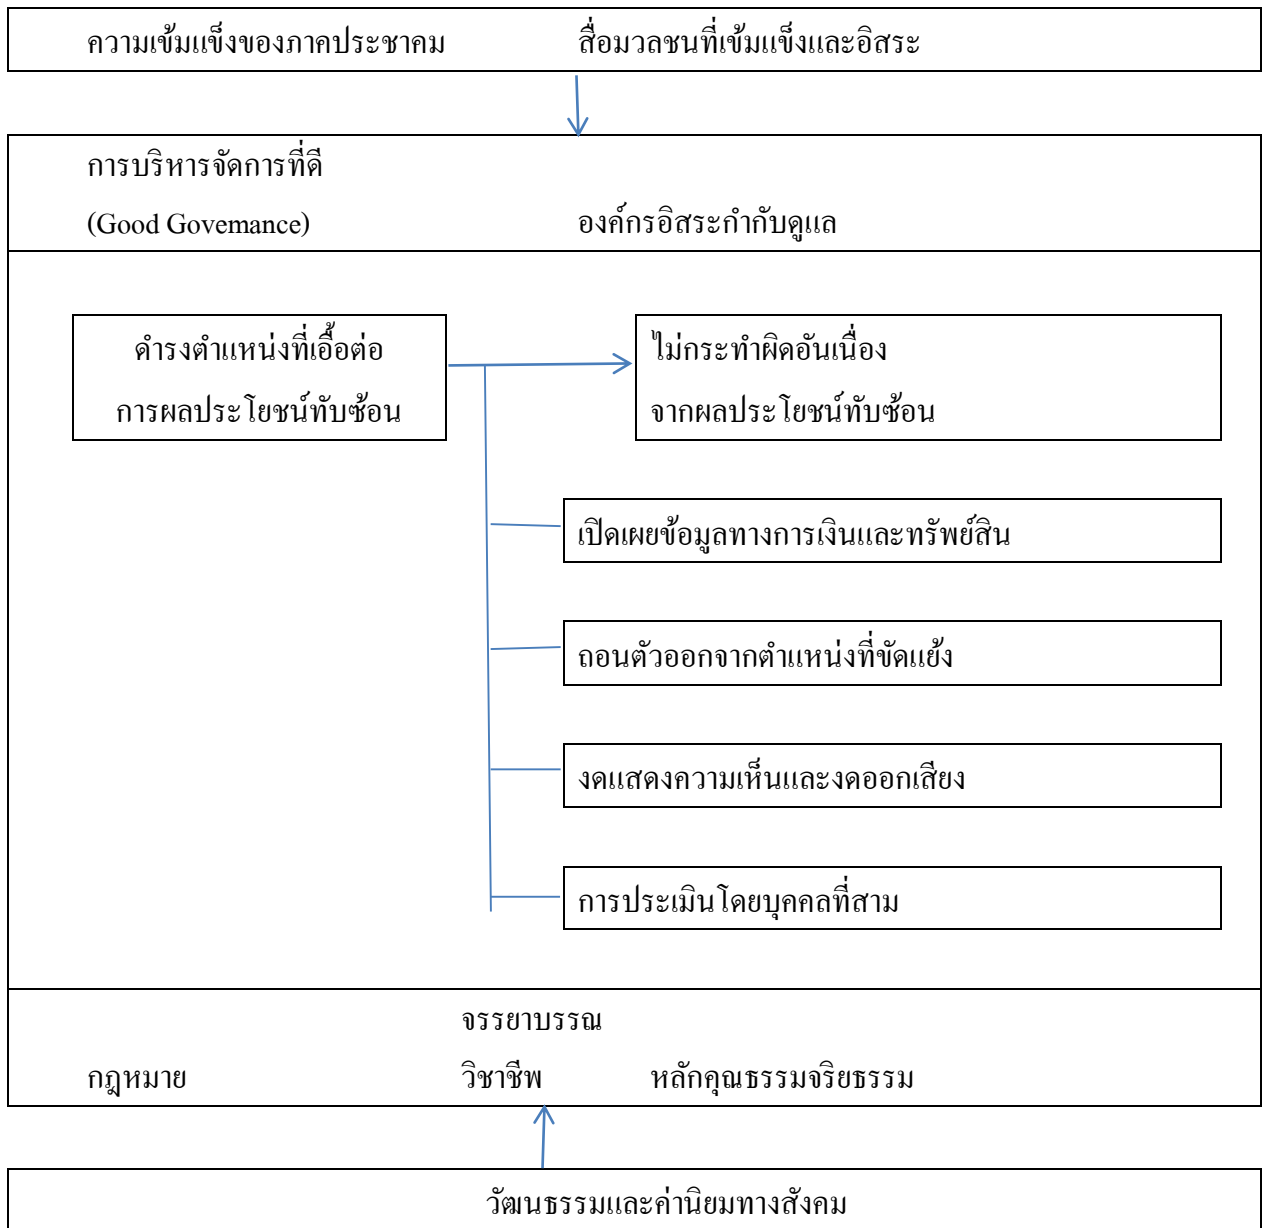 ความเข้มแข็งของภาคประชาคม สื่อมวลชนที่เข้มแข็งและอิสระ
การบริหารจัดการที่ดี
(Good Govemance) องค์กรอิสระกำกับดูแล
ดำรงตำแหน่งที่เอื้อต่อ
การผลประโยชน์ทับซ้อน
ไม่กระทำผิดอันเนื่อง
จากผลประโยชน์ทับซ้อน
เปิดเผยข้อมูลทางการเงินและทรัพย์สิน
ถอนตัวออกจากตำแหน่งที่ขัดแย้ง
งดแสดงความเห็นและงดออกเสียง
การประเมินโดยบุคคลที่สาม
จรรยาบรรณ
กฎหมาย วิชาชีพ หลักคุณธรรมจริยธรรม
วัฒนธรรมและค่านิยมทางสังคม